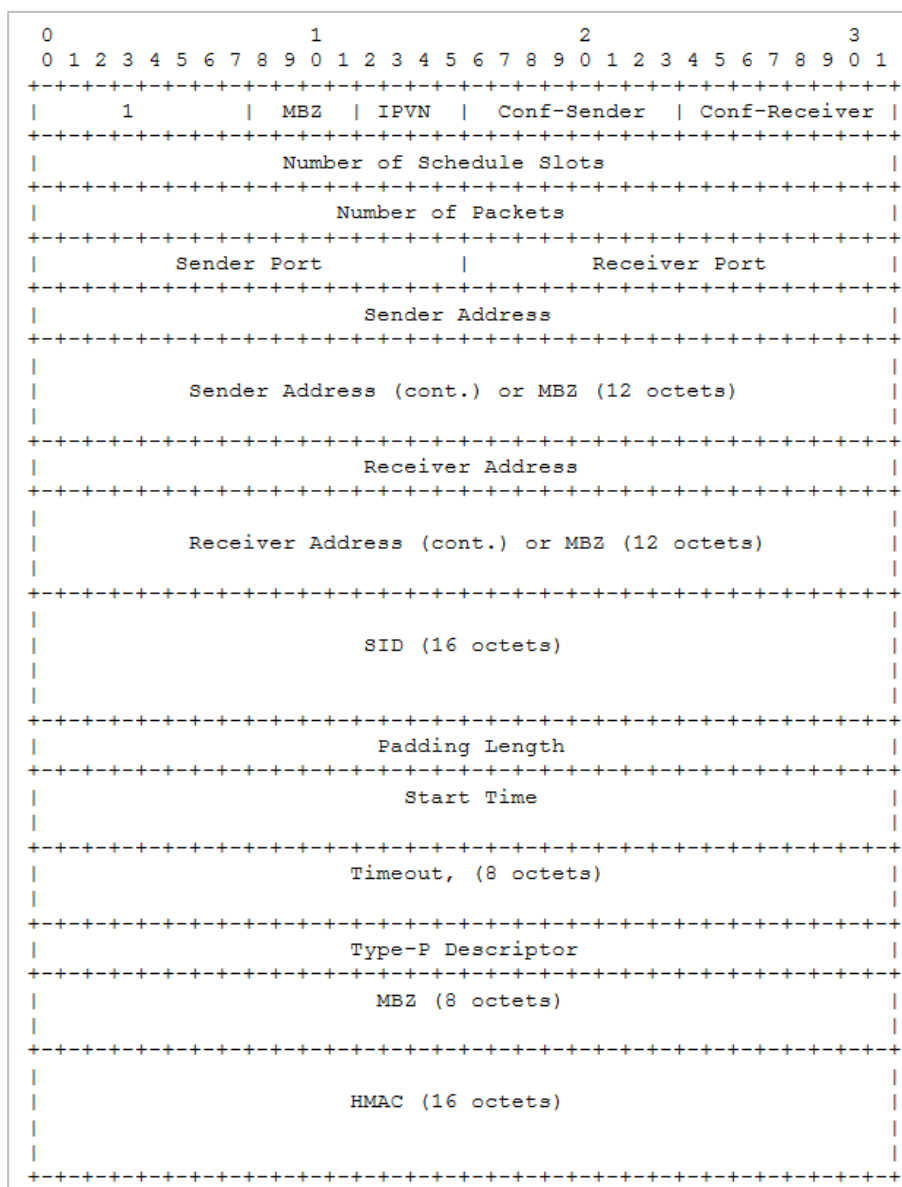 0 1 2 3
0 1 2 3 4 5 6 7 8 9 0 1 2 3 4 5 6 7 8 9 0 1 2 3 4 5 6 7 8 9 0 1
+-+-+-+-+-+-+-+-+-+-+-+-+-+-+-+-+-+-+-+-+-+-+-+-+-+-+-+-+-+-+-+-+
| 1 | MBZ | IPVN | Conf-Sender | Conf-Receiver |
+-+-+-+-+-+-+-+-+-+-+-+-+-+-+-+-+-+-+-+-+-+-+-+-+-+-+-+-+-+-+-+-+
| Number of Schedule Slots |
+-+-+-+-+-+-+-+-+-+-+-+-+-+-+-+-+-+-+-+-+-+-+-+-+-+-+-+-+-+-+-+-+
| Number of Packets |
+-+-+-+-+-+-+-+-+-+-+-+-+-+-+-+-+-+-+-+-+-+-+-+-+-+-+-+-+-+-+-+-+
| Sender Port | Receiver Port |
+-+-+-+-+-+-+-+-+-+-+-+-+-+-+-+-+-+-+-+-+-+-+-+-+-+-+-+-+-+-+-+-+
| Sender Address |
+-+-+-+-+-+-+-+-+-+-+-+-+-+-+-+-+-+-+-+-+-+-+-+-+-+-+-+-+-+-+-+-+
| |
| Sender Address (cont.) or MBZ (12 octets) |
| |
+-+-+-+-+-+-+-+-+-+-+-+-+-+-+-+-+-+-+-+-+-+-+-+-+-+-+-+-+-+-+-+-+
| Receiver Address |
+-+-+-+-+-+-+-+-+-+-+-+-+-+-+-+-+-+-+-+-+-+-+-+-+-+-+-+-+-+-+-+-+
| |
| Receiver Address (cont.) or MBZ (12 octets) |
| |
+-+-+-+-+-+-+-+-+-+-+-+-+-+-+-+-+-+-+-+-+-+-+-+-+-+-+-+-+-+-+-+-+
| |
| SID (16 octets) |
| |
| |
+-+-+-+-+-+-+-+-+-+-+-+-+-+-+-+-+-+-+-+-+-+-+-+-+-+-+-+-+-+-+-+-+
| Padding Length |
+-+-+-+-+-+-+-+-+-+-+-+-+-+-+-+-+-+-+-+-+-+-+-+-+-+-+-+-+-+-+-+-+
| Start Time |
| |
+-+-+-+-+-+-+-+-+-+-+-+-+-+-+-+-+-+-+-+-+-+-+-+-+-+-+-+-+-+-+-+-+
| Timeout, (8 octets) |
| |
+-+-+-+-+-+-+-+-+-+-+-+-+-+-+-+-+-+-+-+-+-+-+-+-+-+-+-+-+-+-+-+-+
| Type-P Descriptor |
+-+-+-+-+-+-+-+-+-+-+-+-+-+-+-+-+-+-+-+-+-+-+-+-+-+-+-+-+-+-+-+-+
| MBZ (8 octets) |
| |
+-+-+-+-+-+-+-+-+-+-+-+-+-+-+-+-+-+-+-+-+-+-+-+-+-+-+-+-+-+-+-+-+
| |
| HMAC (16 octets) |
| |
| |
+-+-+-+-+-+-+-+-+-+-+-+-+-+-+-+-+-+-+-+-+-+-+-+-+-+-+-+-+-+-+-+-+